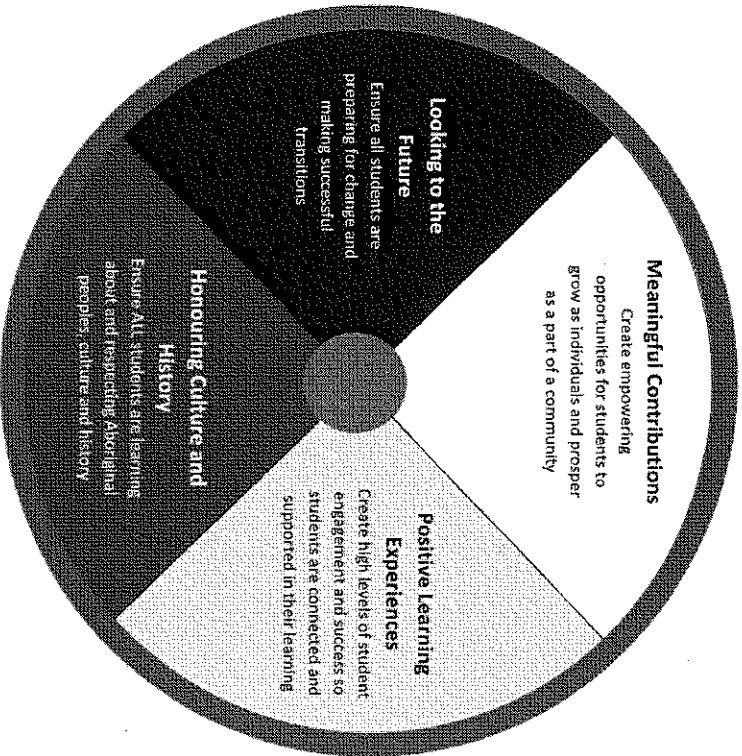 Meaningful Contributions
Create empowering
opportunities for students to
grow as individuals and prosper
as a part of a community
Positive Learning
Experiences
Create high levels of student
engagement and success so
students are connected and
supported in their learning
Honouring Culture and
History
Ensure ALL students are learning
about and respecting Aboriginal
peoples, culture and history
Looking to the
Future
Ensure all students are
preparing for change and
making successful
transitions